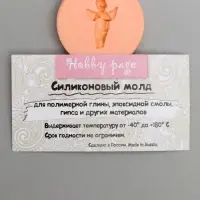 Hobby page
Силиконовый молд
для полимерной глины, эпоксидной смолы,
гипса и других материалов
Выдерживает температуру от -40° до +180° С
Срок годности не ограничен.
Сделано в России. Made in Russia.